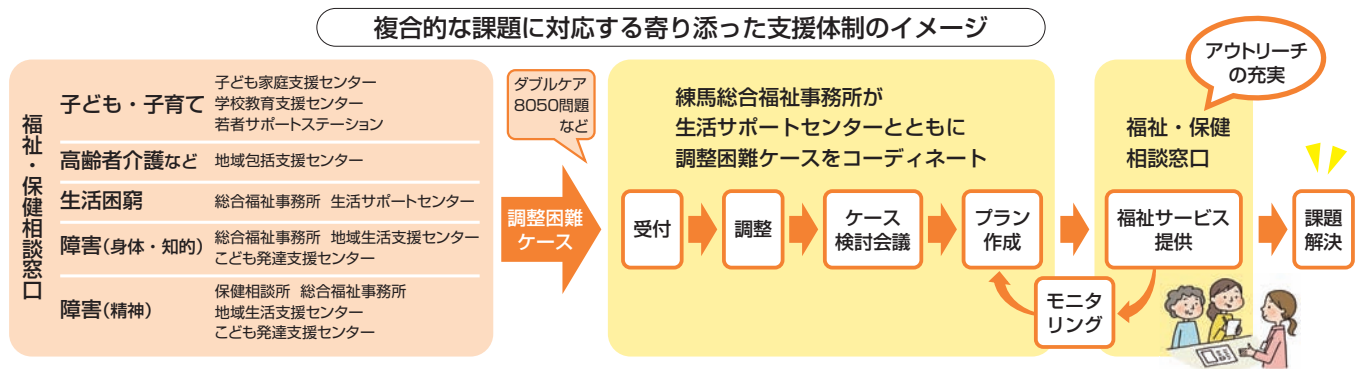 複合的な課題に対応する寄り添った支援体制のイメージ
福祉・保健相談窓口
子ども・子育て
子ども家庭支援センター
学校教育支援センター
若者サポートステーション
高齢者介護など
地域包括支援センター
生活困窮
総合福祉事務所 生活サポートセンター
障害(身体・知的)
総合福祉事務所 地域生活支援センター
こども発達支援センター
障害(精神)
保健相談所 総合福祉事務所
地域生活支援センター
こども発達支援センター
ダブルケア
8050問題
など
調整困難
ケース
練馬総合福祉事務所が
生活サポートセンターとともに
調整困難ケースをコーディネート
受付
調整
ケース
検討会議
プラン
作成
モニタ
リング
アウトリーチ
の充実
福祉・保健
相談窓口
福祉サービス
提供
課題
解決